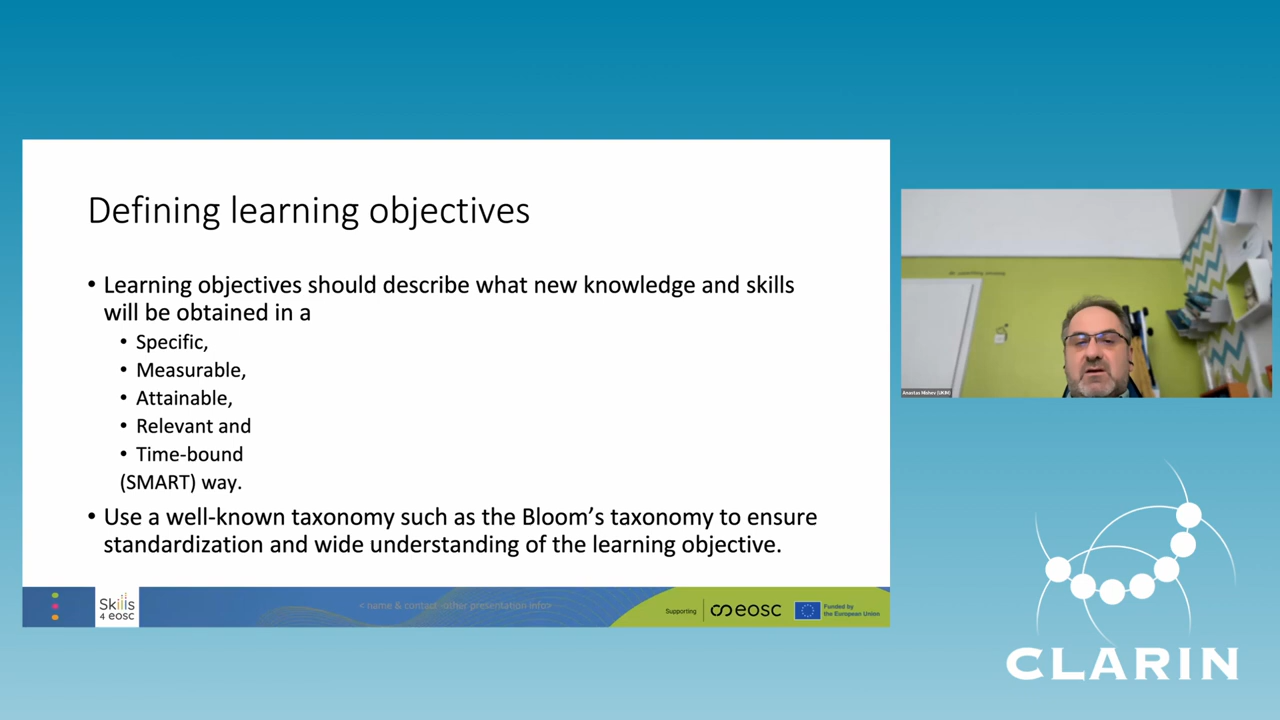 Defining learning objectives
• Learning objectives should describe what new knowledge and skills
will be obtained in a
• Specific,
• Measurable,
• Attainable,
• Relevant and
• Time-bound
(SMART) way.
• Use a well-known taxonomy such as the Bloom's taxonomy to ensure
standardization and wide understanding of the learning objective.
Skills
4 eosc
< name & contact -other presentation info>
Supporting
eosc
Funded by
the European Union
Anastas Mishev (UKIM)
CLARIN